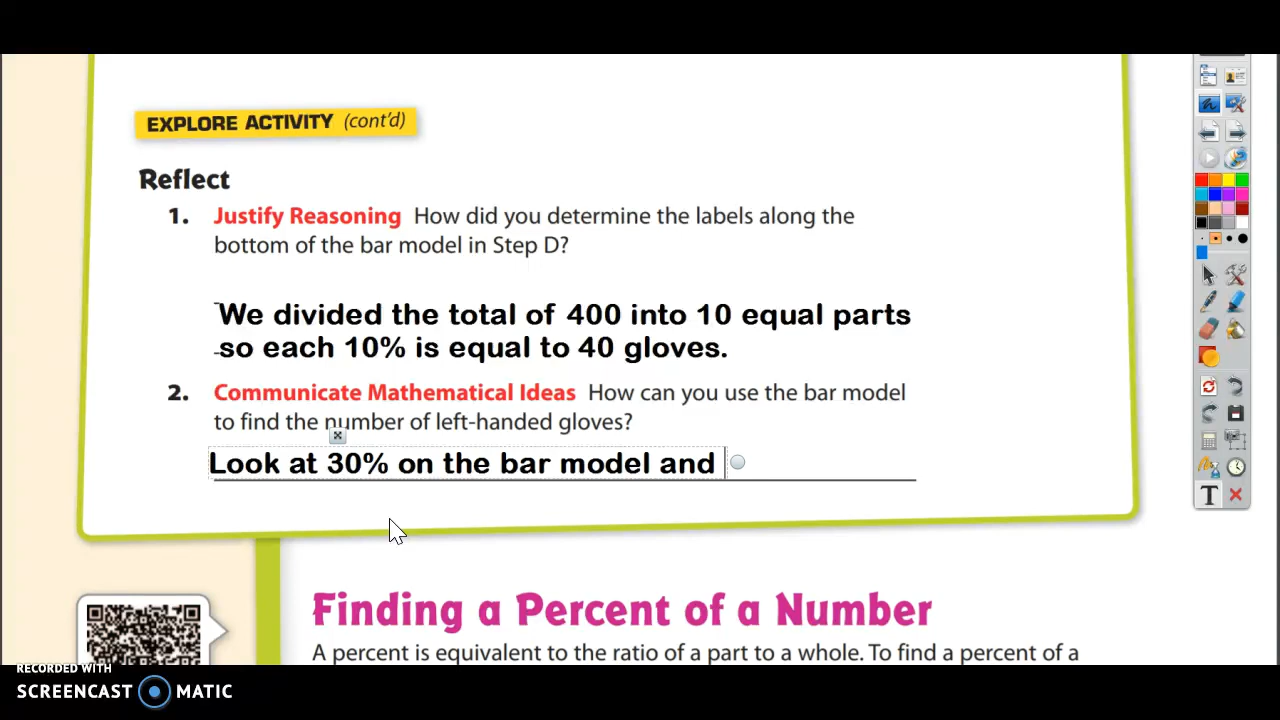 EXPLORE ACTIVITY (cont'd)
Reflect
1. Justify Reasoning How did you determine the labels along the
bottom of the bar model in Step D?
We divided the total of 400 into 10 equal parts
so each 10% is equal to 40 gloves.
2. Communicate Mathematical Ideas How can you use the bar model
to find the number of left-handed gloves?
Look at 30% on the bar model and
Finding a Percent of a Number
A percent is equivalent to the ratio of a part to a whole. To find a percent of a
RECORDED WITH
SCREENCAST MATIC